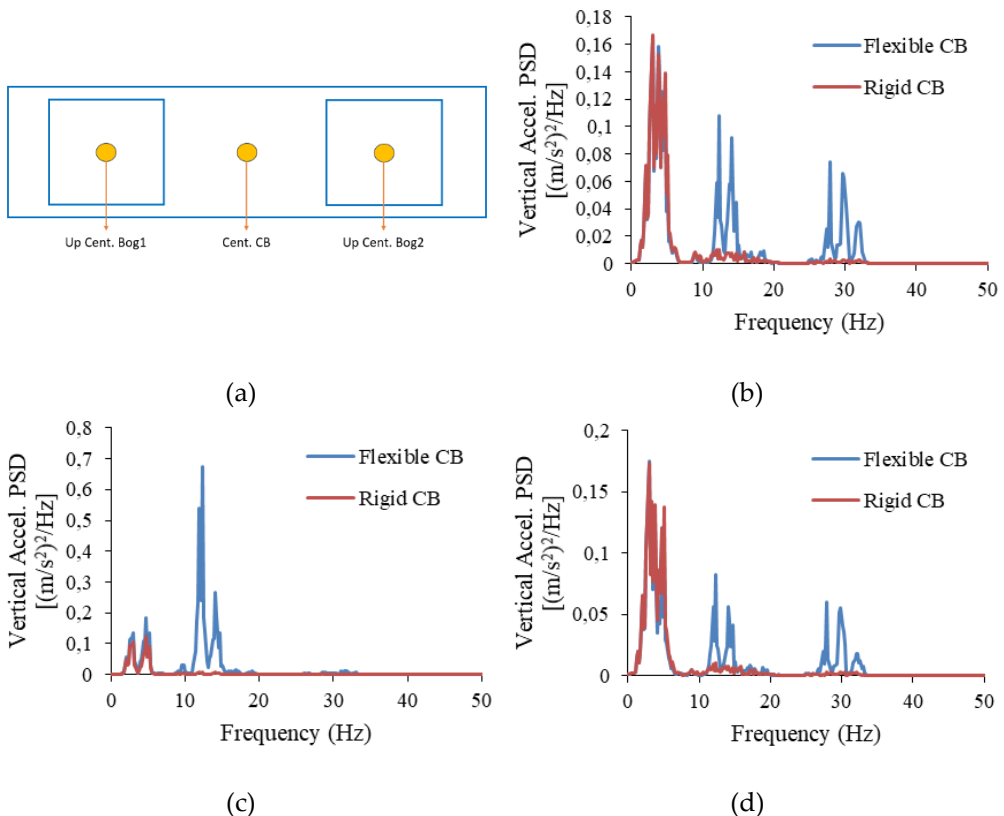 Up Cent. Bog1
Cent. CB
Up Cent. Bog2
(a)
Vertical Accel. PSD
[(m/s²)²/Hz]
0,18
0,16
0,14
0,12
0,1
0,08
0,06
0,04
0,02
0
Flexible CB
Rigid CB
0 10 20 30 40 50
Frequency (Hz)
(b)
Vertical Accel. PSD
[(m/s²)²/Hz]
0,8
0,7
0,6
0,5
0,4
0,3
0,2
0,1
0
Flexible CB
Rigid CB
0 10 20 30 40 50
Frequency (Hz)
(c)
Vertical Accel. PSD
[(m/s²)²/Hz]
0,2
0,15
0,1
0,05
0
Flexible CB
Rigid CB
0 10 20 30 40 50
Frequency (Hz)
(d)